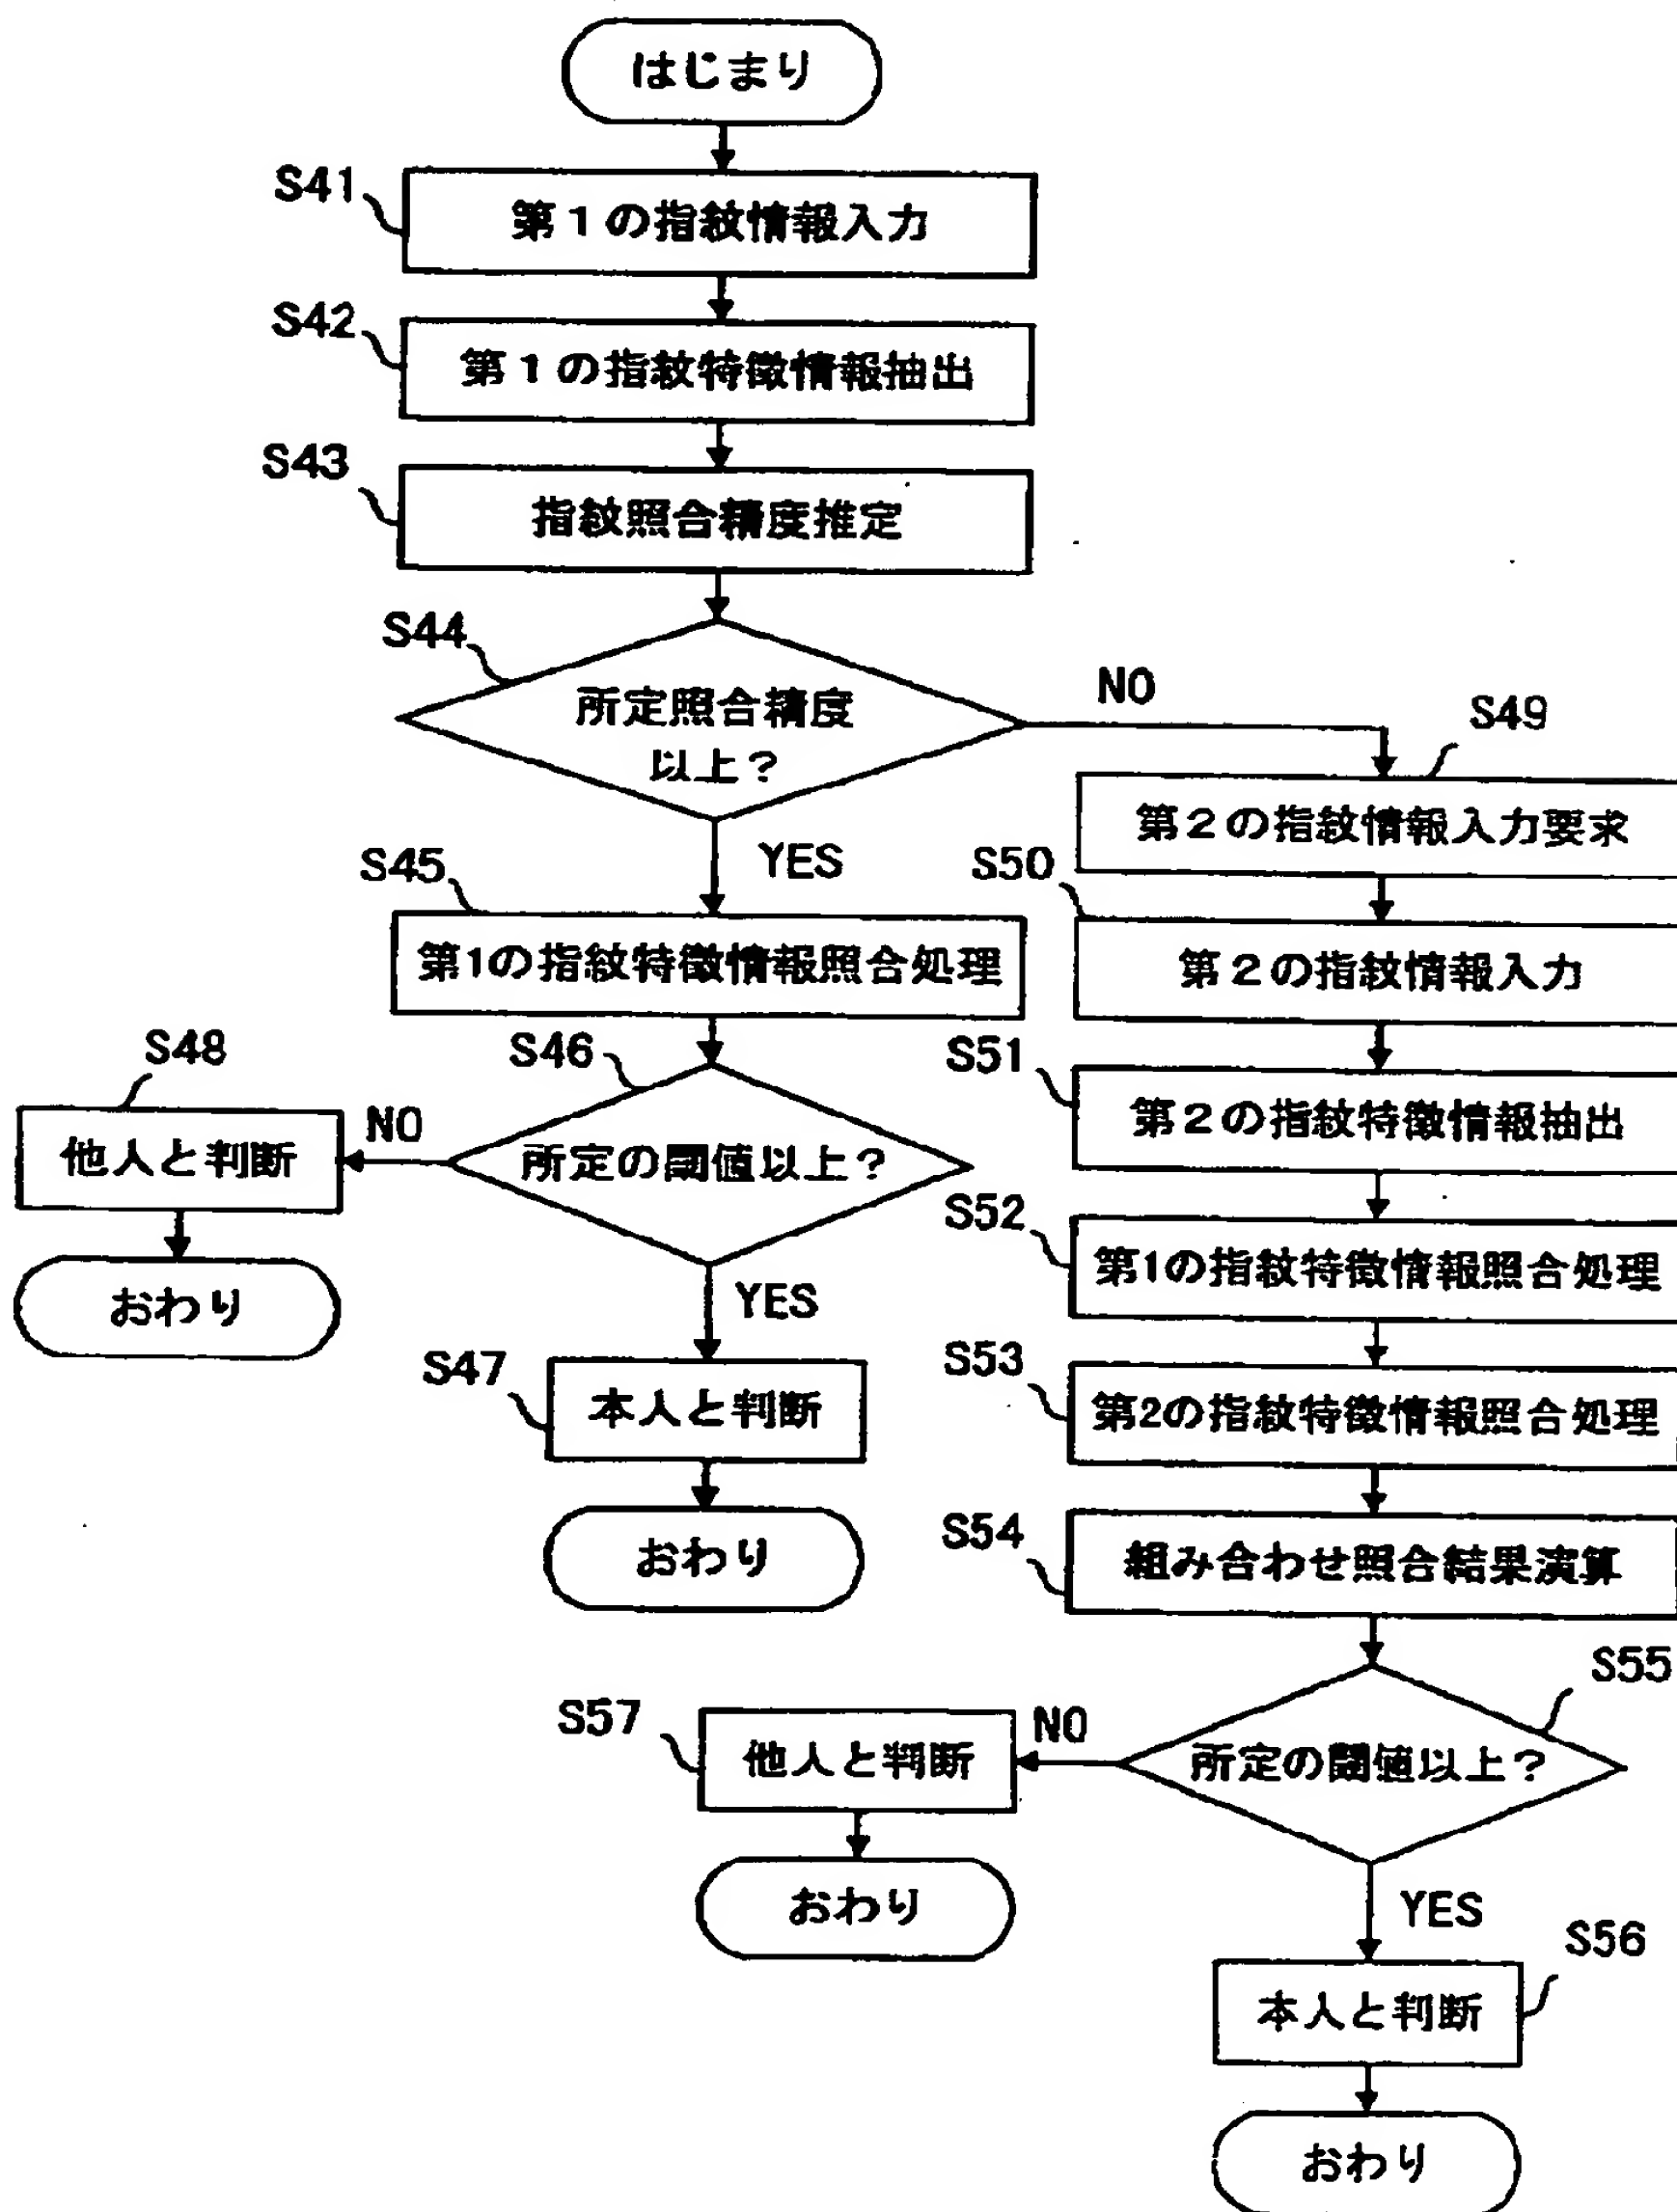 はじまり
S41
第1の指紋情報入力
S42
第1の指紋特徴情報抽出
S43
指紋照合精度推定
S44
所定照合精度
以上?
NO
YES
S45
第1の指紋特徴情報照合処理
S46
所定の閾値以上?
NO
S48
他人と判断
おわり
YES
S47
本人と判断
おわり
S49
第2の指紋情報入力要求
S50
第2の指紋情報入力
S51
第2の指紋特徴情報抽出
S52
第1の指紋特徴情報照合処理
S53
第2の指紋特徴情報照合処理
S54
組み合わせ照合結果演算
S55
所定の閾値以上?
NO
S57
他人と判断
おわり
YES
S56
本人と判断
おわり